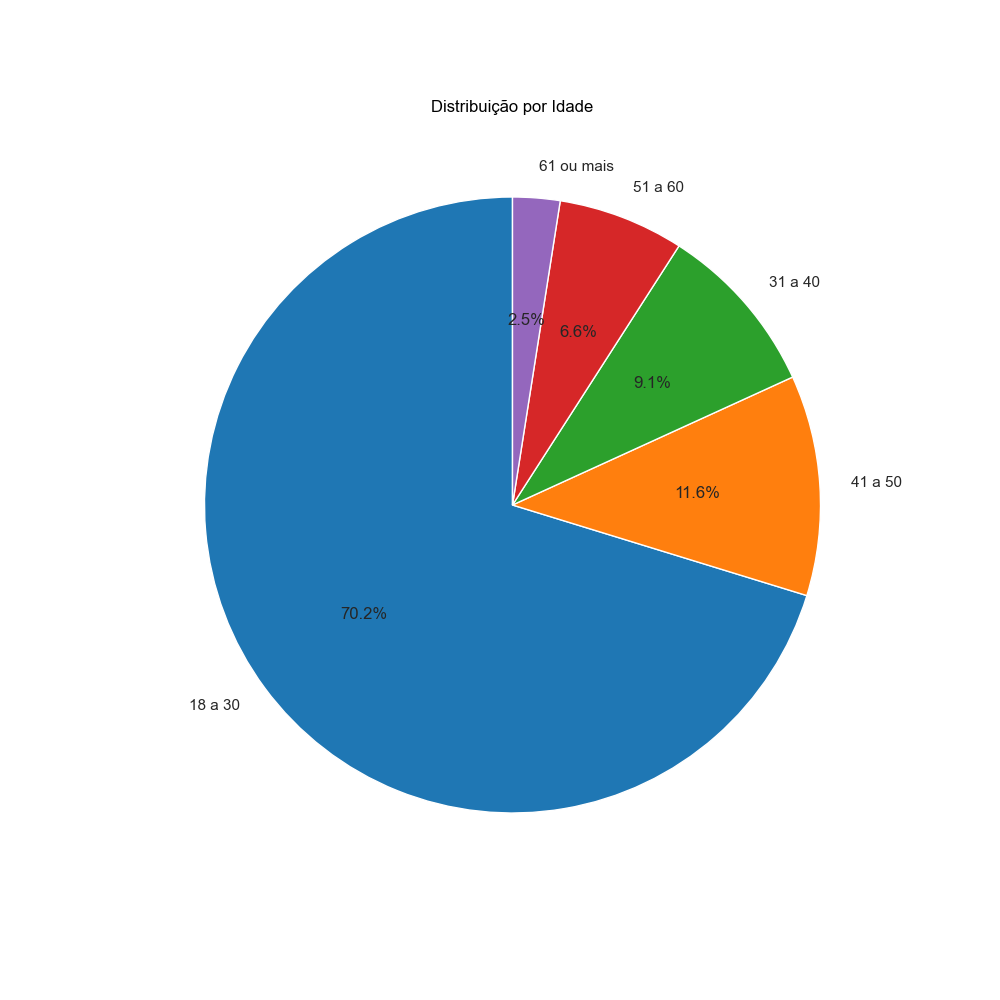 Distribuição por Idade
61 ou mais
51 a 60
31 a 40
2.5%
6.6%
9.1%
41 a 50
11.6%
70.2%
18 a 30